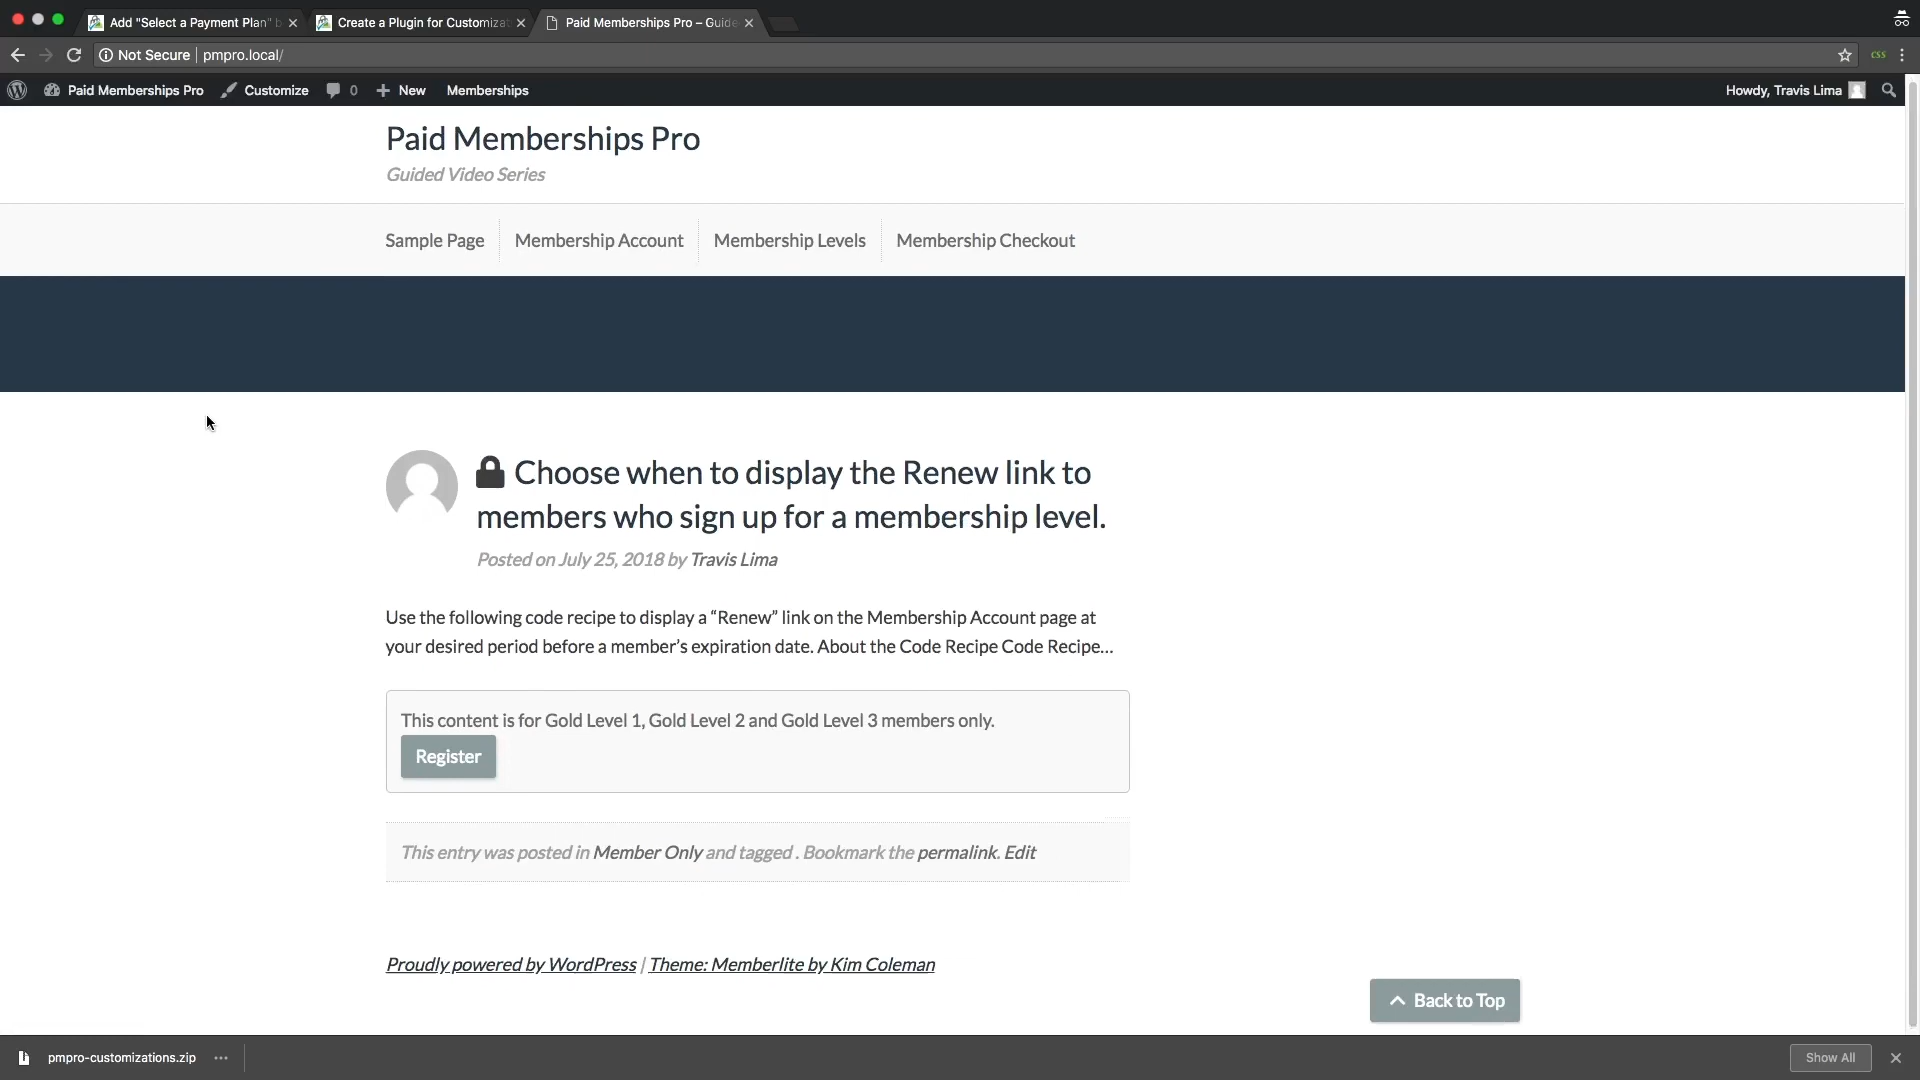 Add "Select a Payment Plan" b
Create a Plugin for Customizat
Paid Memberships Pro – Guide
Not Secure pmpro.local/
css
Paid Memberships Pro Customize 0 New Memberships Howdy, Travis Lima
Paid Memberships Pro
Guided Video Series
Sample Page Membership Account Membership Levels Membership Checkout
Choose when to display the Renew link to
members who sign up for a membership level.
Posted on July 25, 2018 by Travis Lima
Use the following code recipe to display a “Renew” link on the Membership Account page at
your desired period before a member’s expiration date. About the Code Recipe Code Recipe…
This content is for Gold Level 1, Gold Level 2 and Gold Level 3 members only.
Register
This entry was posted in Member Only and tagged . Bookmark the permalink. Edit
Proudly powered by WordPress | Theme: Memberlite by Kim Coleman
Back to Top
pmpro-customizations.zip
Show All